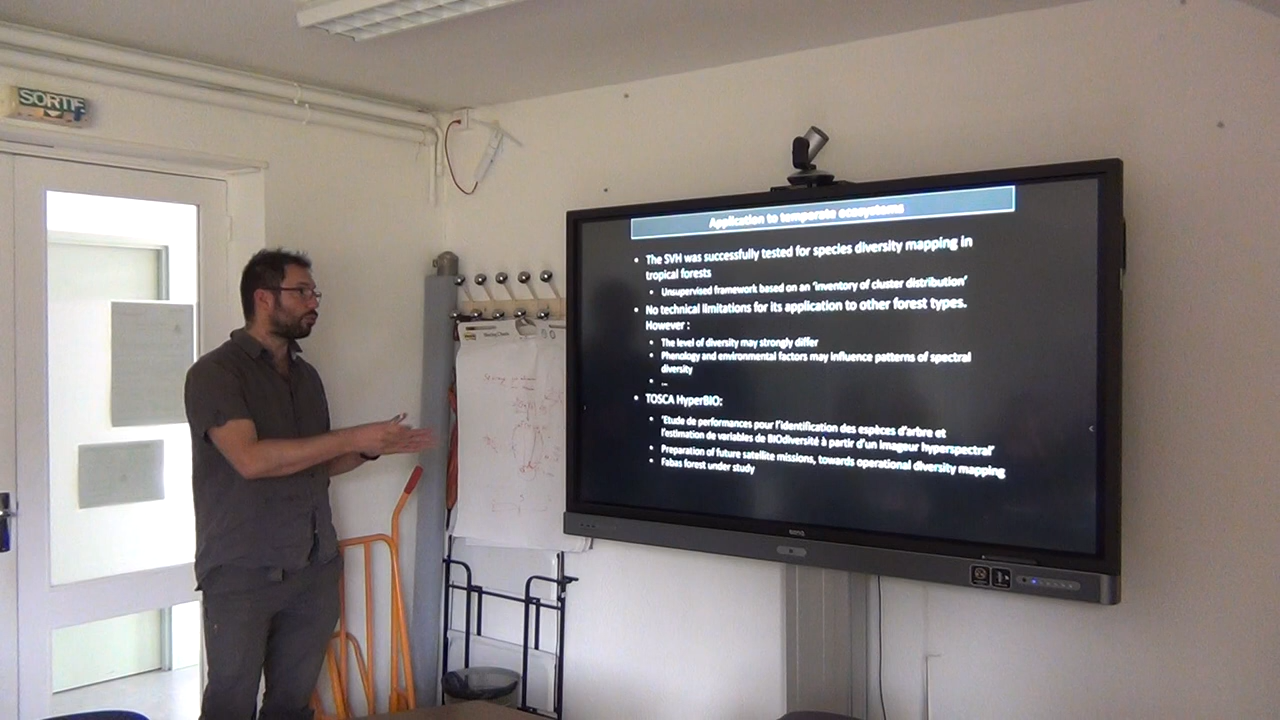 SORTIE
Application to temperate ecosystems
• The SVH was successfully tested for species diversity mapping in
tropical forests
• Unsupervised framework based on an ‘inventory of cluster distribution’
• No technical limitations for its application to other forest types.
However :
• The level of diversity may strongly differ
• Phenology and environmental factors may influence patterns of spectral
diversity
• ...
• TOSCA HyperBIO:
• ‘Etude de performances pour l’identification des espèces d’arbre et
l’estimation de variables de BIOdiversité à partir d’un imageur hyperspectral’
• Preparation of future satellite missions, towards operational diversity mapping
• Fabas forest under study
BenQ